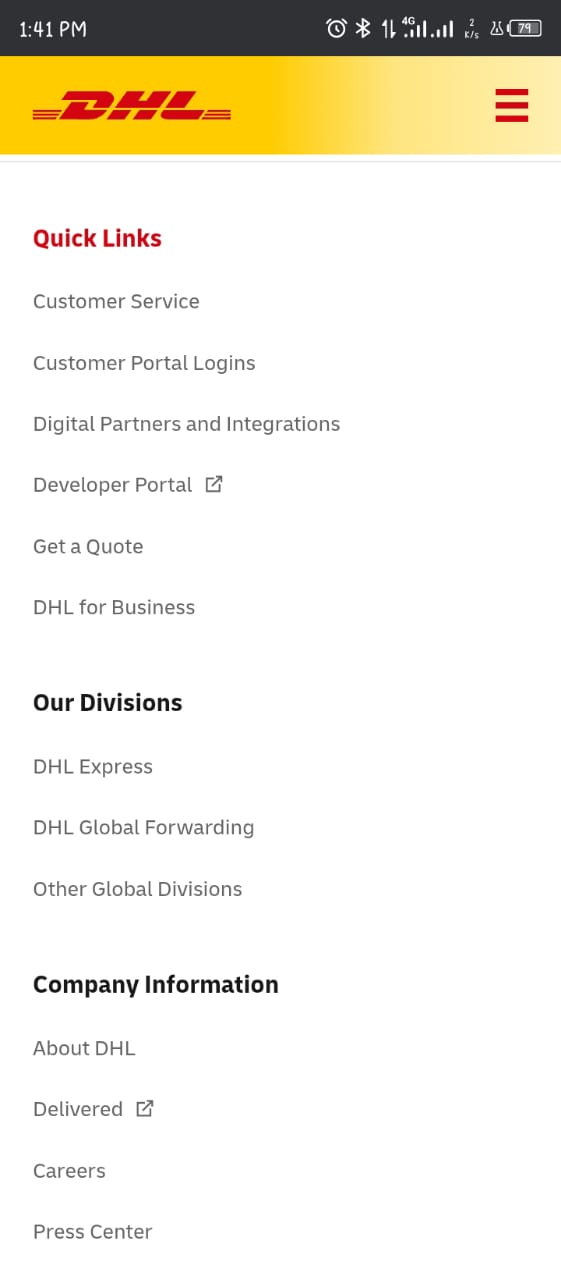 1:41 PM
4G
2
K/s
79
DHL
Quick Links
Customer Service
Customer Portal Logins
Digital Partners and Integrations
Developer Portal
Get a Quote
DHL for Business
Our Divisions
DHL Express
DHL Global Forwarding
Other Global Divisions
Company Information
About DHL
Delivered
Careers
Press Center